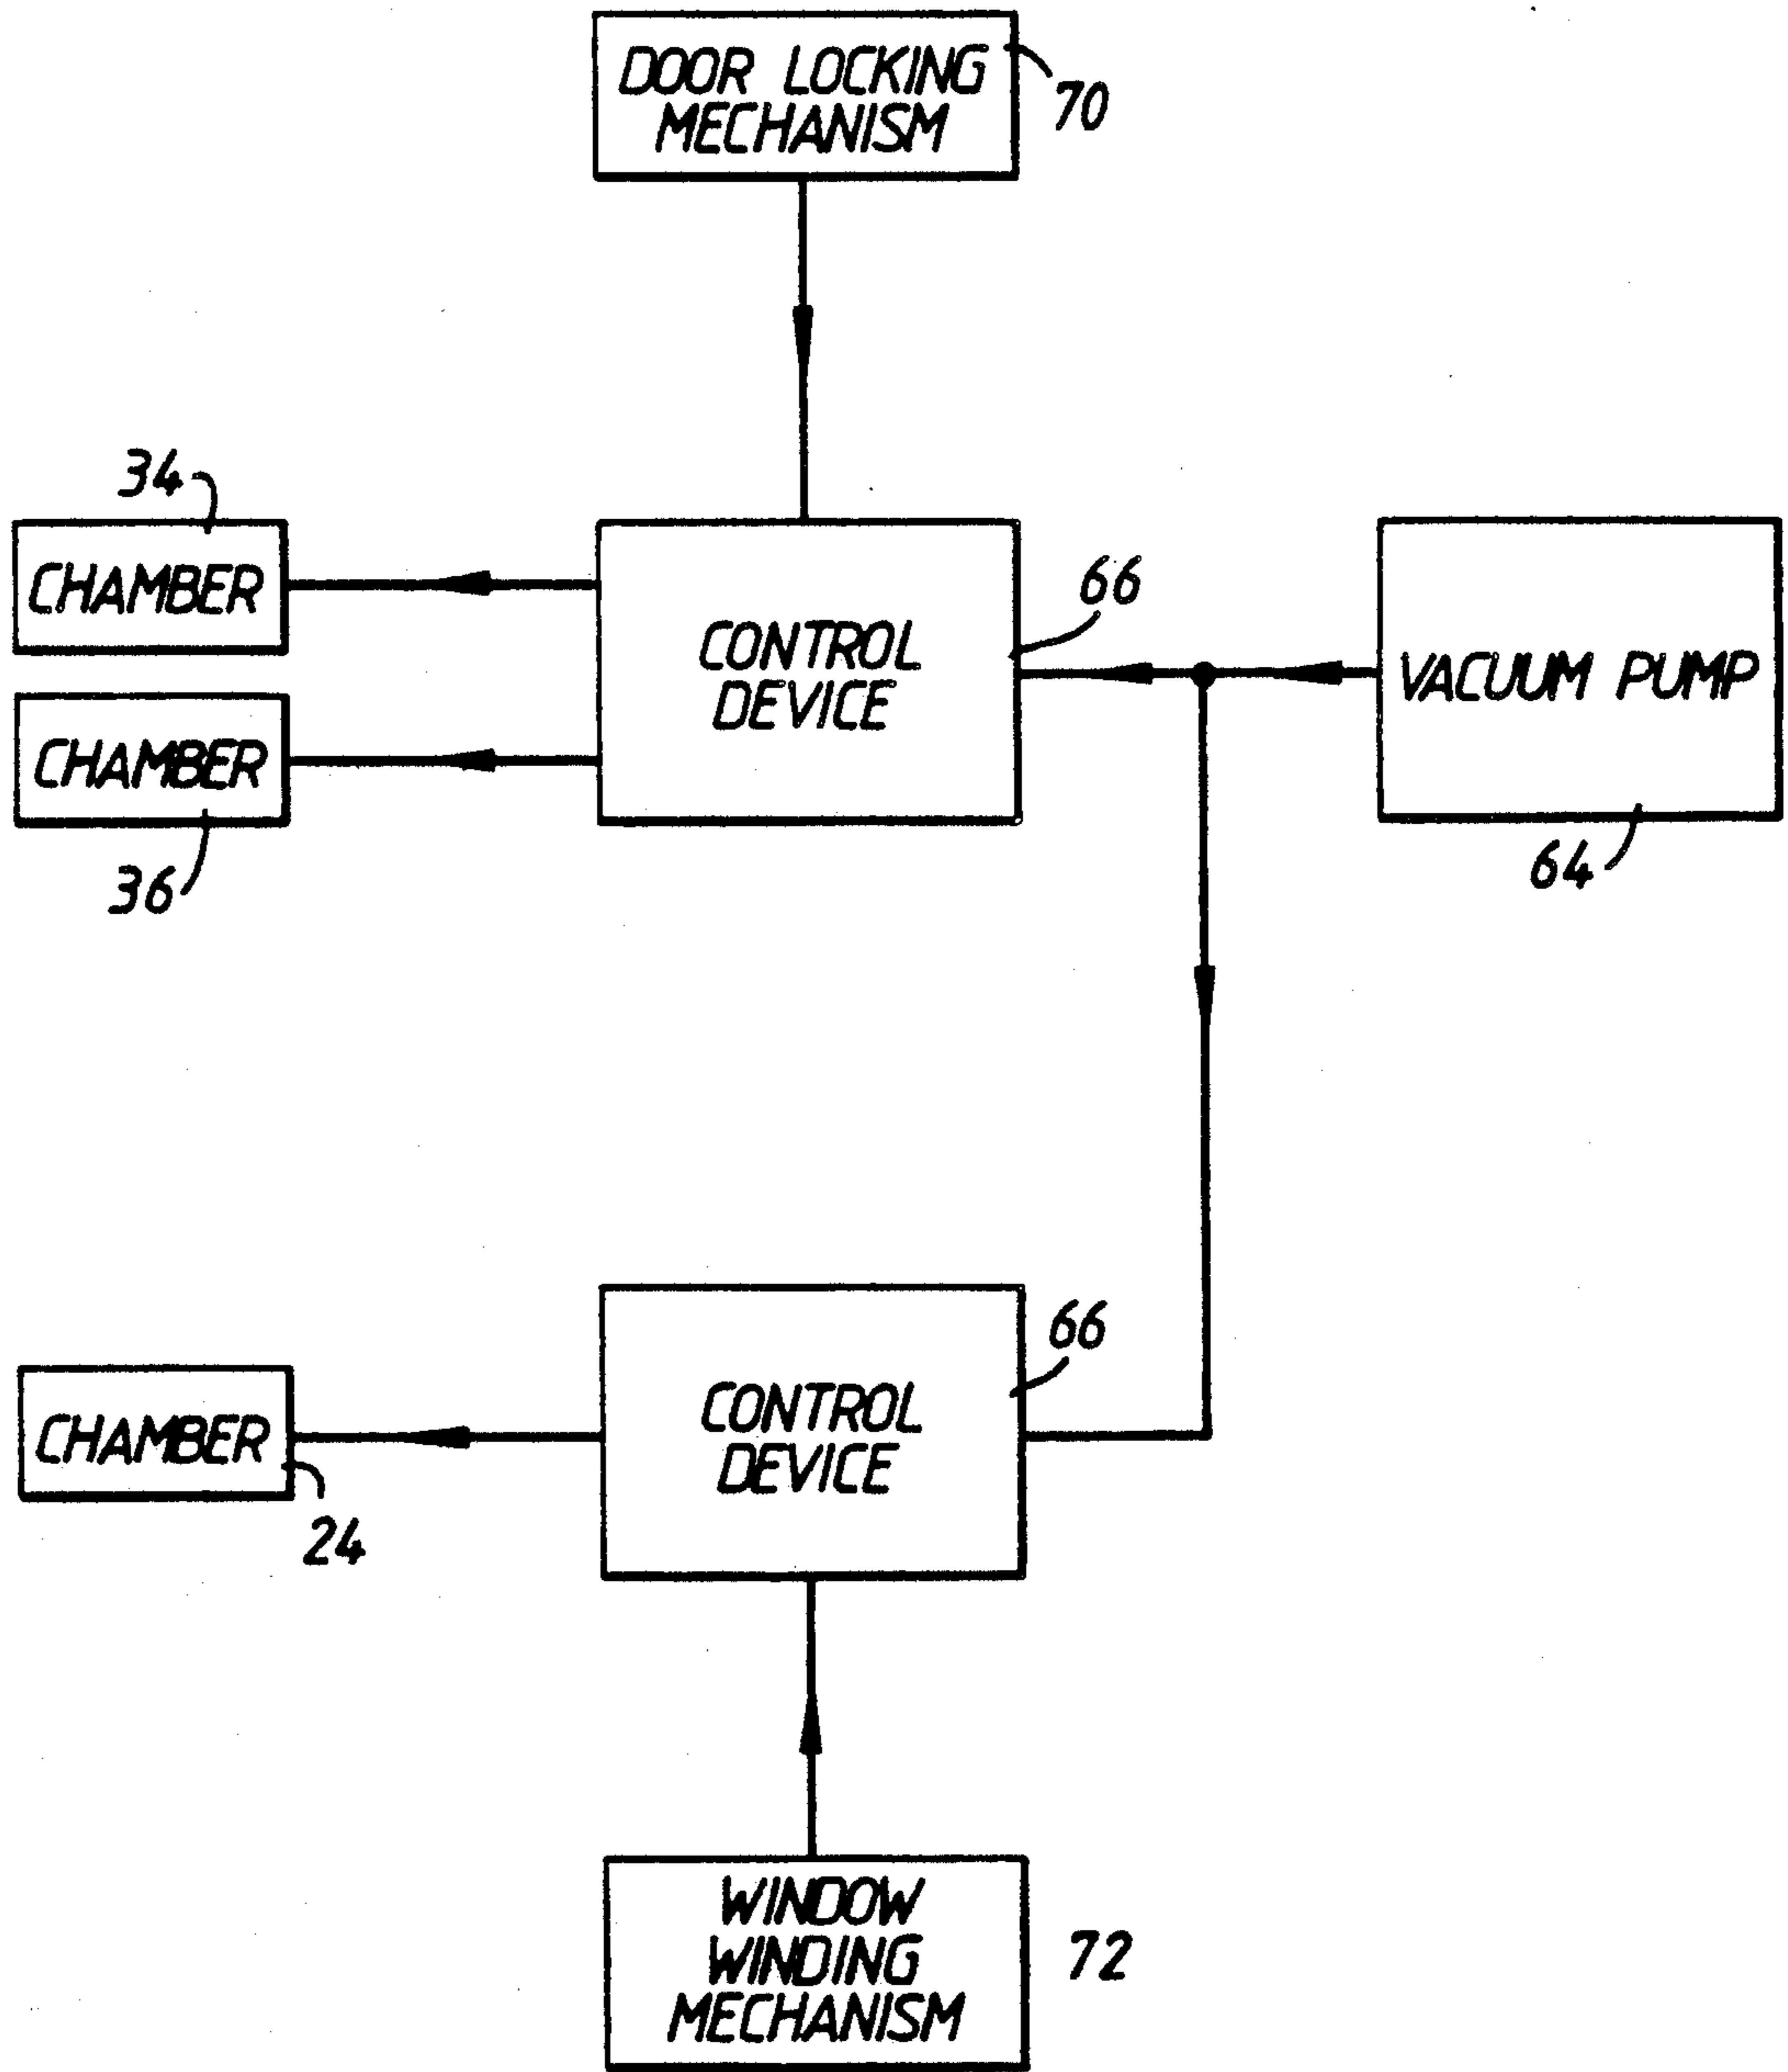 DOOR LOCKING
MECHANISM
70
34
CHAMBER
CONTROL
DEVICE
66
VACUUM PUMP
CHAMBER
36
64
CONTROL
DEVICE
66
CHAMBER
24
WINDOW
WINDING
MECHANISM
72